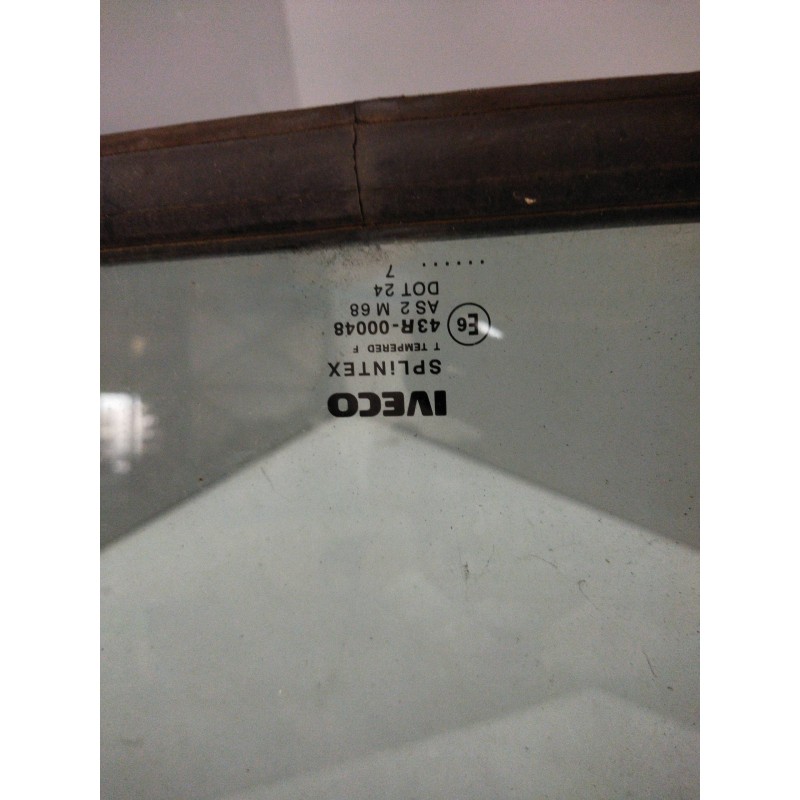 IVECO
SPLiNTEX
T TEMPERED F
E6 43R-00048
AS 2 M 68
DOT 24
. . . . . .
7